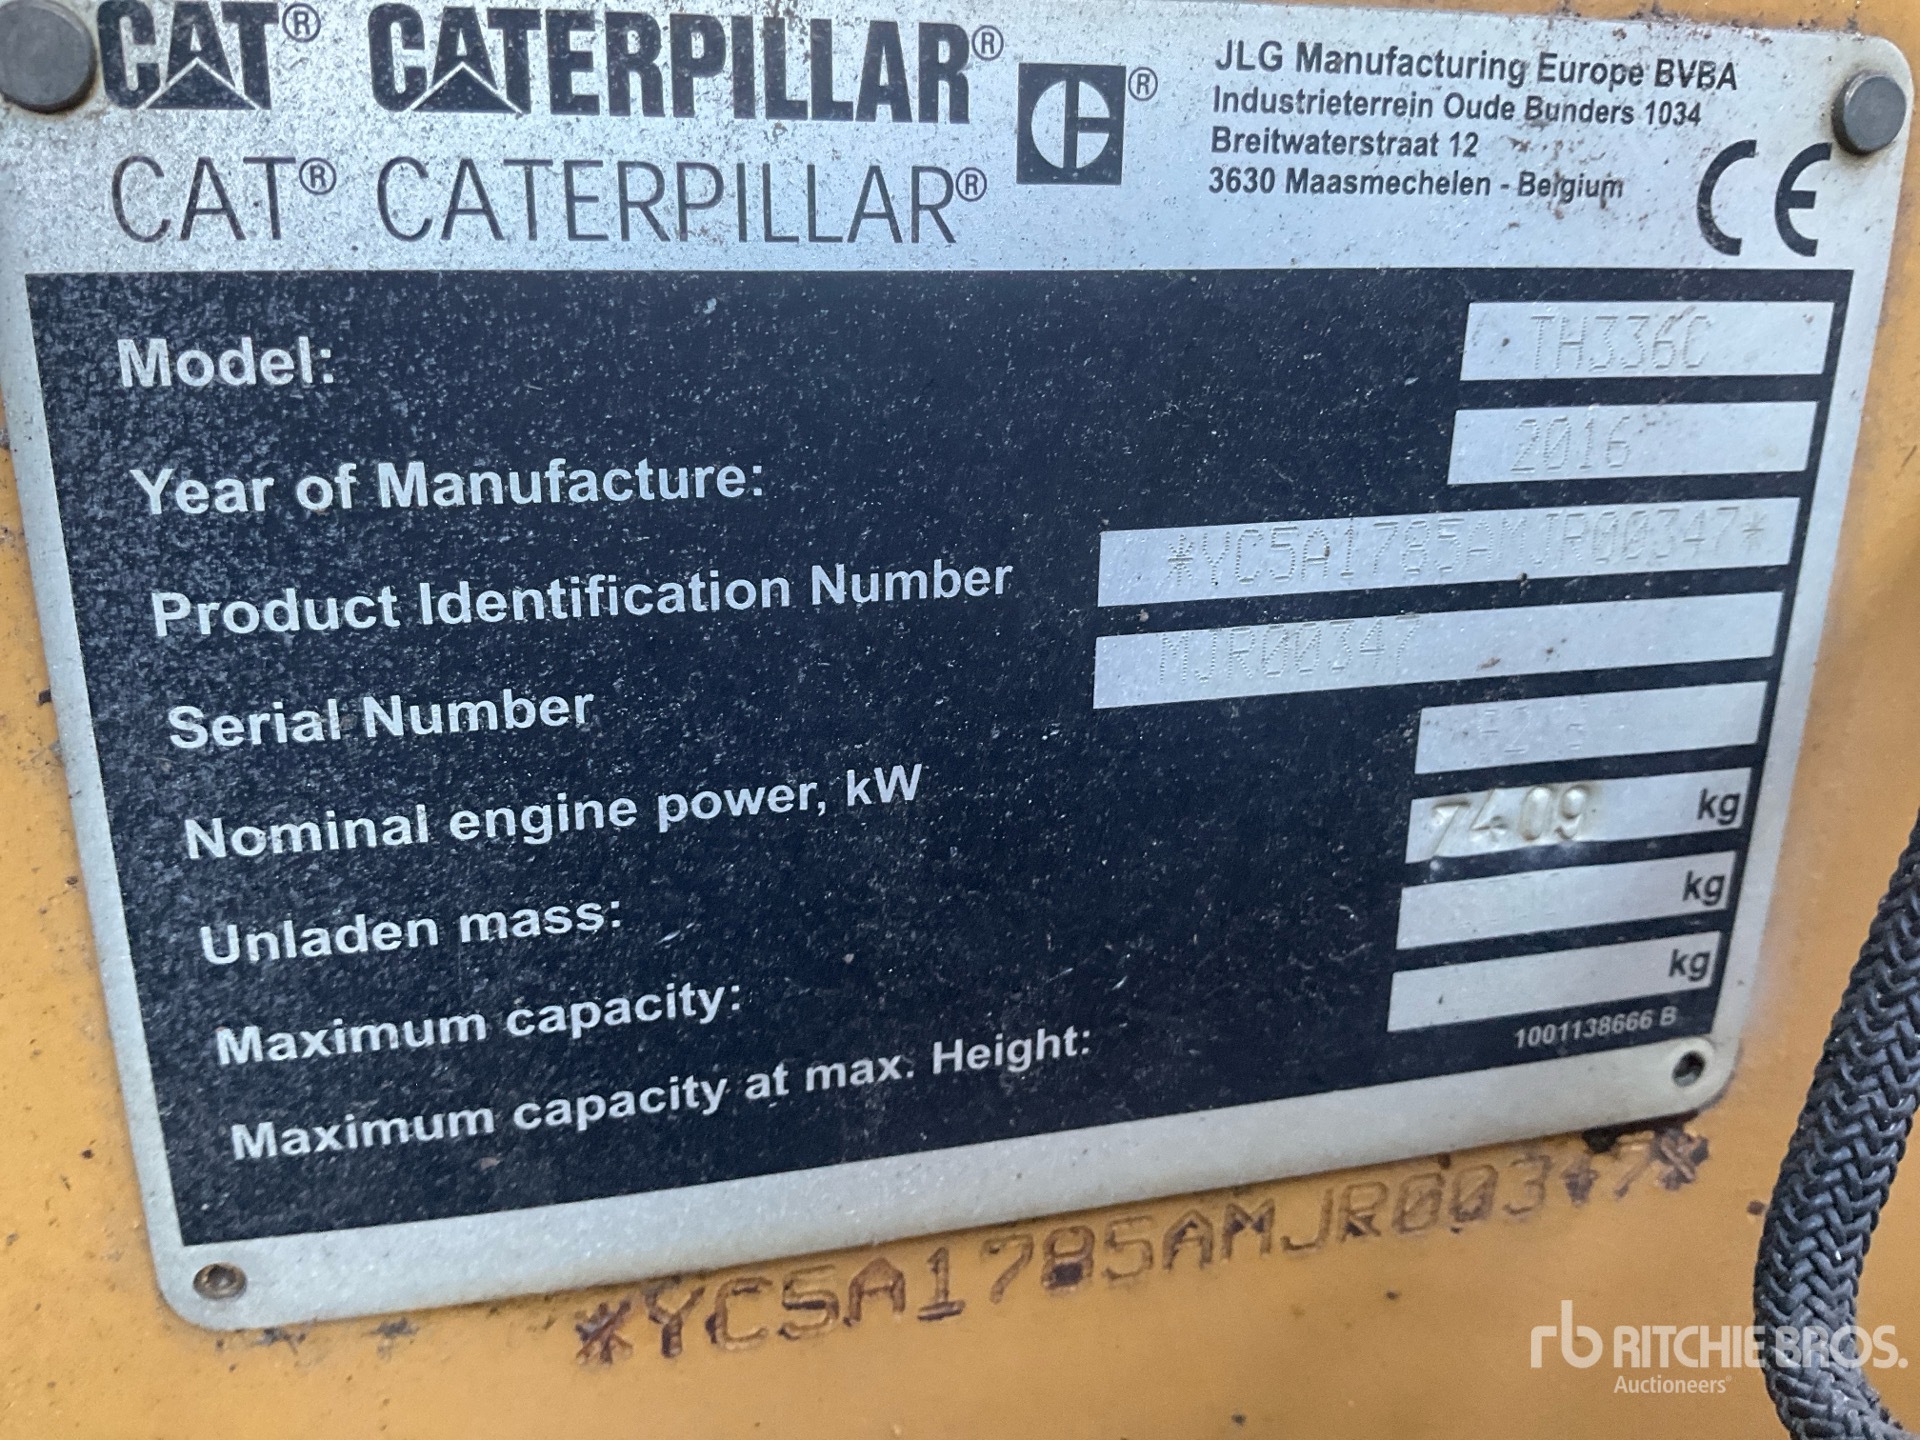 CAT® CATERPILLAR®
CAT® CATERPILLAR®
JLG Manufacturing Europe BVBA
Industrieterrein Oude Bunders 1034
Breitwaterstraat 12
3630 Maasmechelen - Belgium
CE
Model: TH336C
Year of Manufacture: 2016
Product Identification Number *YC5A1785AMJR00347*
Serial Number MJR00347
Nominal engine power, kW
Unladen mass: 7409 kg
Maximum capacity: kg
Maximum capacity at max. Height: kg
1001138666 B
*YC5A1785AMJR00347*
rb RITCHIE BROS.
Auctioneers